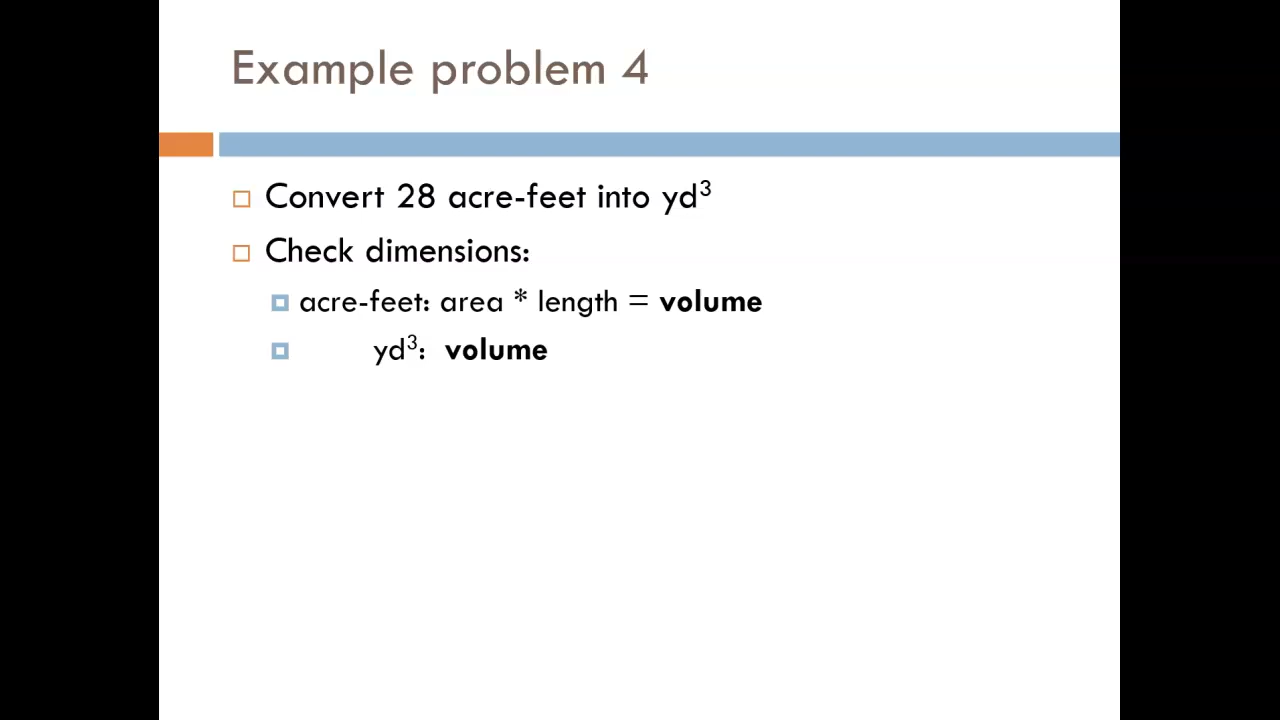 Example problem 4
Convert 28 acre-feet into yd³
Check dimensions:
acre-feet: area * length = volume
yd³: volume